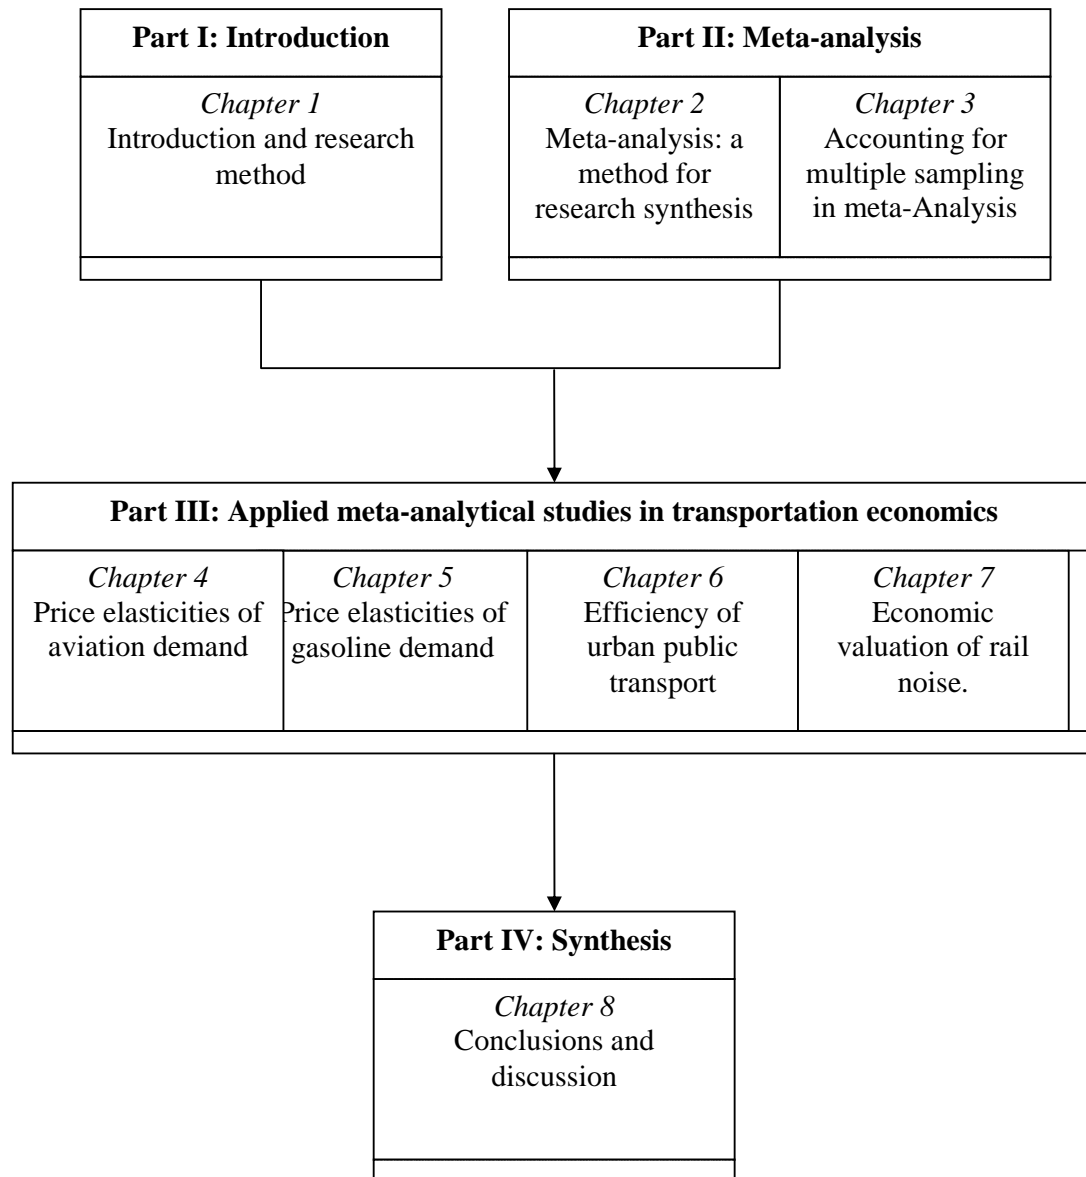 Part I: Introduction
Chapter 1
Introduction and research
method
Part II: Meta-analysis
Chapter 2
Meta-analysis: a
method for
research synthesis
Chapter 3
Accounting for
multiple sampling
in meta-Analysis
Part III: Applied meta-analytical studies in transportation economics
Chapter 4
Price elasticities of
aviation demand
Chapter 5
Price elasticities of
gasoline demand
Chapter 6
Efficiency of
urban public
transport
Chapter 7
Economic
valuation of rail
noise.
Part IV: Synthesis
Chapter 8
Conclusions and
discussion